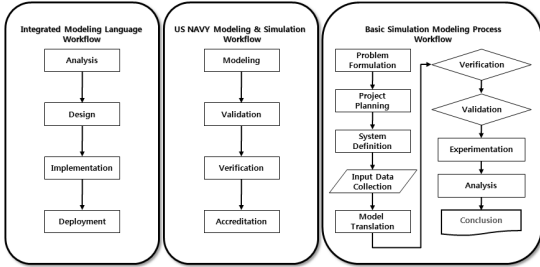 Integrated Modeling Language
Workflow
Analysis
Design
Implementation
Deployment
US NAVY Modeling & Simulation
Workflow
Modeling
Validation
Verification
Accreditation
Basic Simulation Modeling Process
Workflow
Problem
Formulation
Project
Planning
System
Definition
Input Data
Collection
Model
Translation
Verification
Validation
Experimentation
Analysis
Conclusion